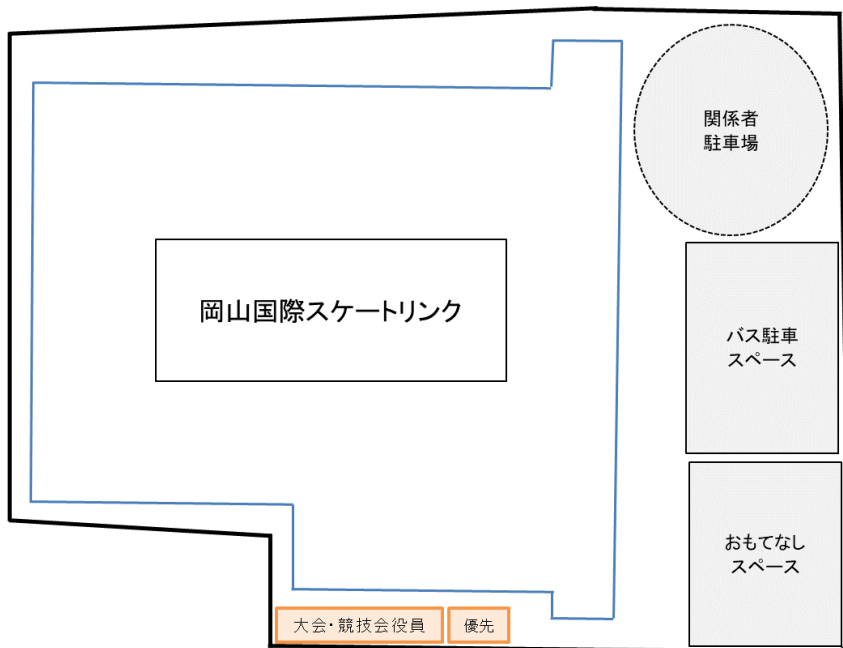 関係者
駐車場
岡山国際スケートリンク
バス駐車
スペース
おもてなし
スペース
大会・競技会役員
優先